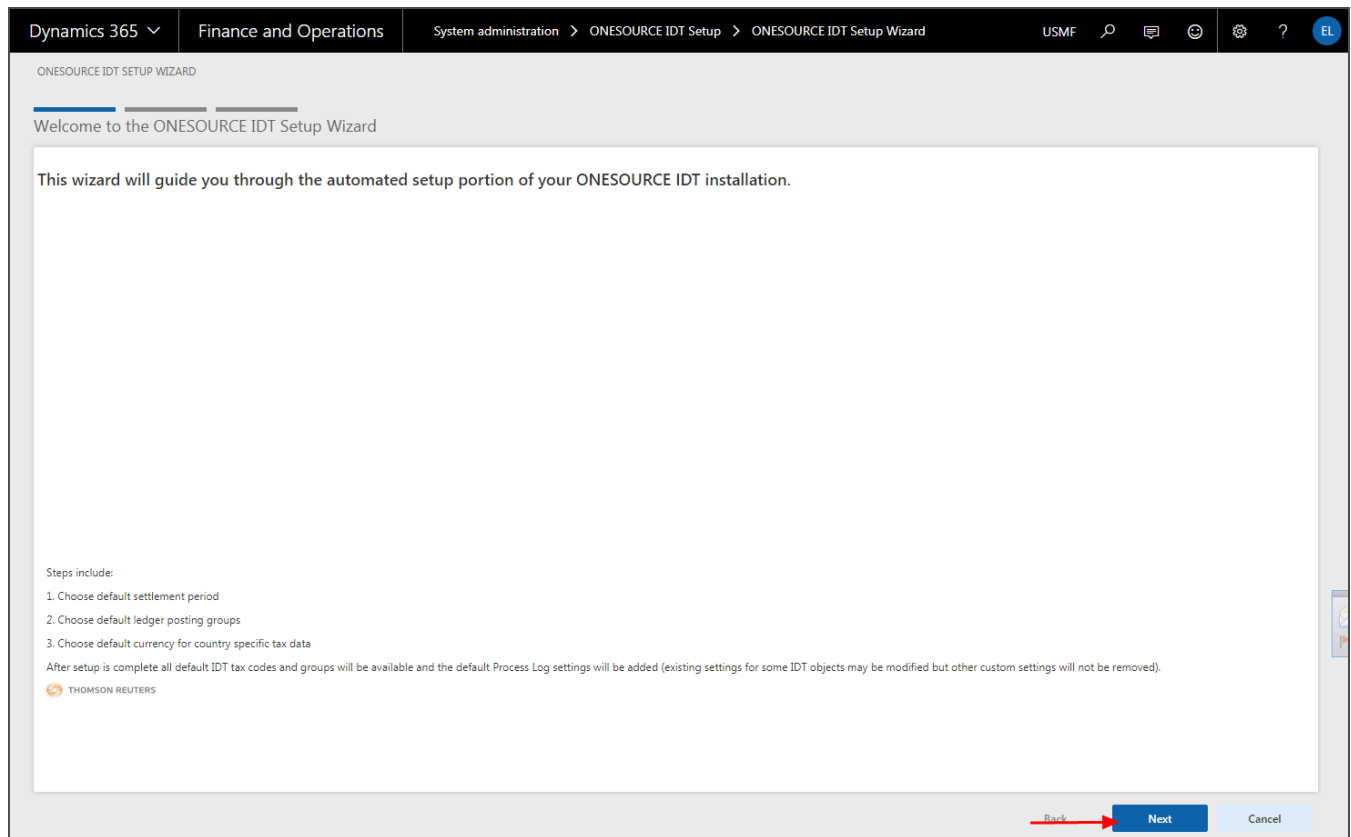 Dynamics 365 Finance and Operations System administration > ONESOURCE IDT Setup > ONESOURCE IDT Setup Wizard USMF ? EL
ONESOURCE IDT SETUP WIZARD
Welcome to the ONESOURCE IDT Setup Wizard
This wizard will guide you through the automated setup portion of your ONESOURCE IDT installation.
Steps include:
1. Choose default settlement period
2. Choose default ledger posting groups
3. Choose default currency for country specific tax data
After setup is complete all default IDT tax codes and groups will be available and the default Process Log settings will be added (existing settings for some IDT objects may be modified but other custom settings will not be removed).
THOMSON REUTERS
Back Next Cancel